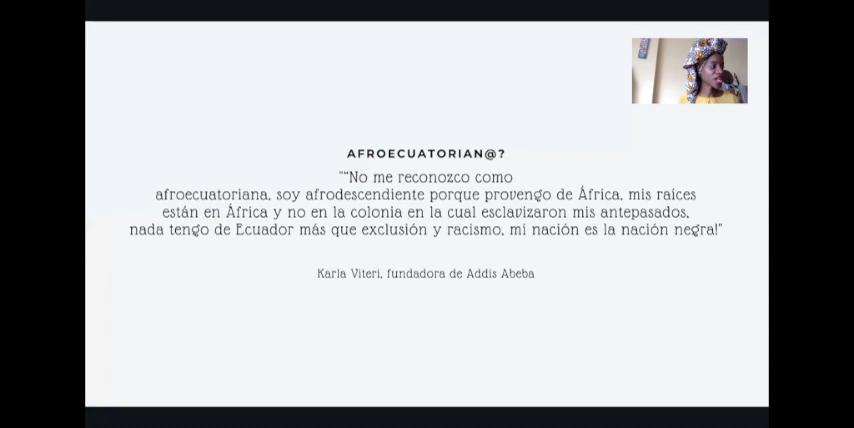 AFROECUATORIAN@?
"“No me reconozco como
afroecuatoriana, soy afrodescendiente porque provengo de África, mis raíces
están en África y no en la colonia en la cual esclavizaron mis antepasados,
nada tengo de Ecuador más que exclusión y racismo, mi nación es la nación negra!”
Karla Viteri, fundadora de Addis Abeba